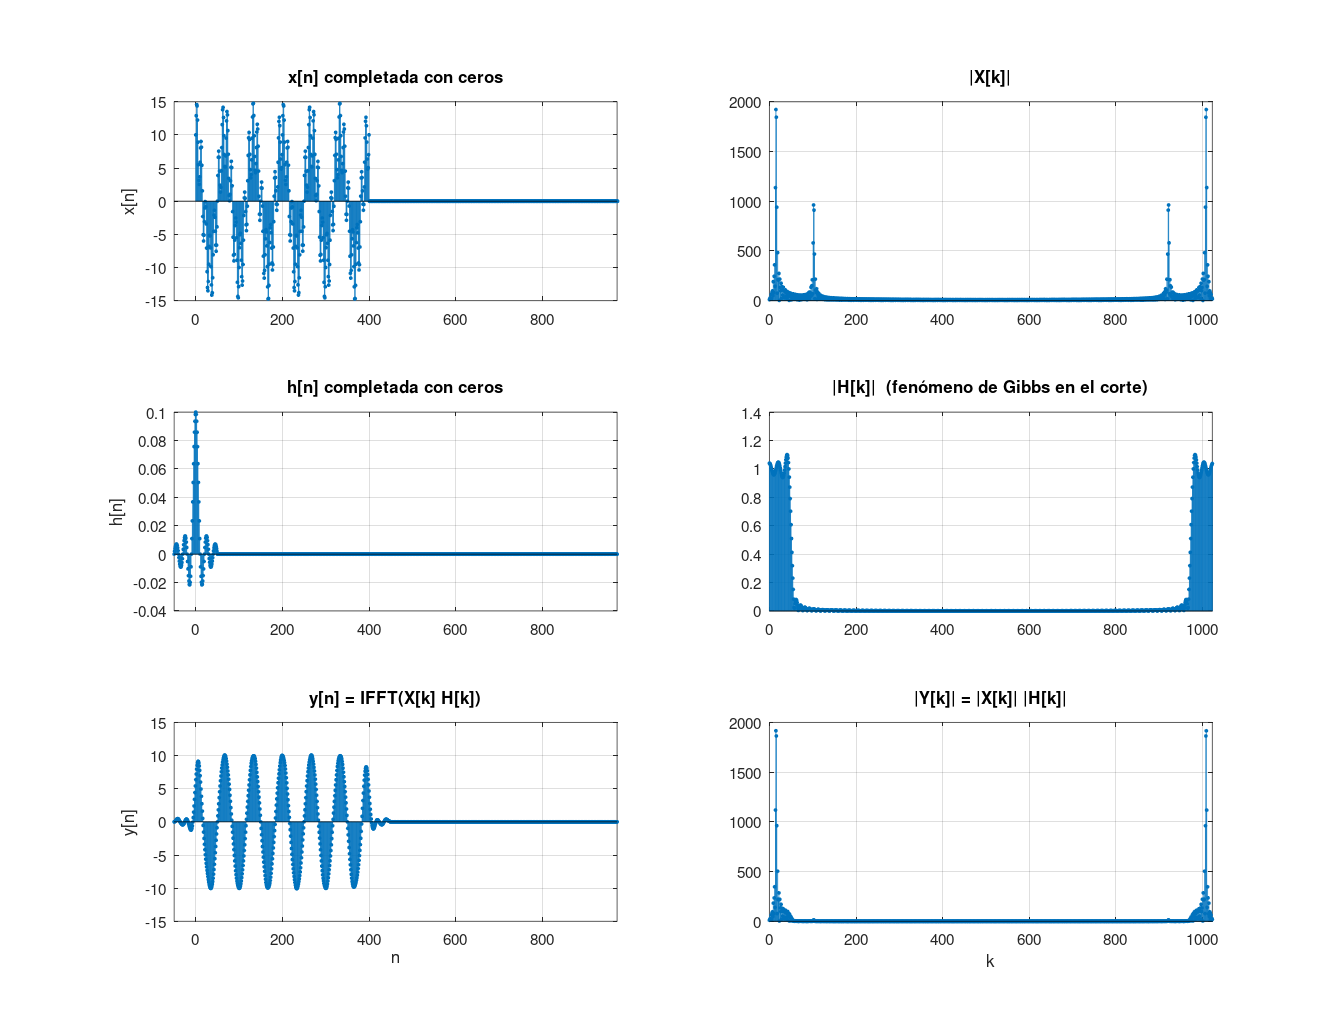 x[n] completada con ceros
15
10
5
0
-5
-10
-15
x[n]
0 200 400 600 800
|X[k]|
2000
1500
1000
500
0
0 200 400 600 800 1000
h[n] completada con ceros
0.1
0.08
0.06
0.04
0.02
0
-0.02
-0.04
h[n]
0 200 400 600 800
|H[k]| (fenómeno de Gibbs en el corte)
1.4
1.2
1
0.8
0.6
0.4
0.2
0
0 200 400 600 800 1000
y[n] = IFFT(X[k] H[k])
15
10
5
0
-5
-10
-15
y[n]
0 200 400 600 800
n
|Y[k]| = |X[k]| |H[k]|
2000
1500
1000
500
0
0 200 400 600 800 1000
k